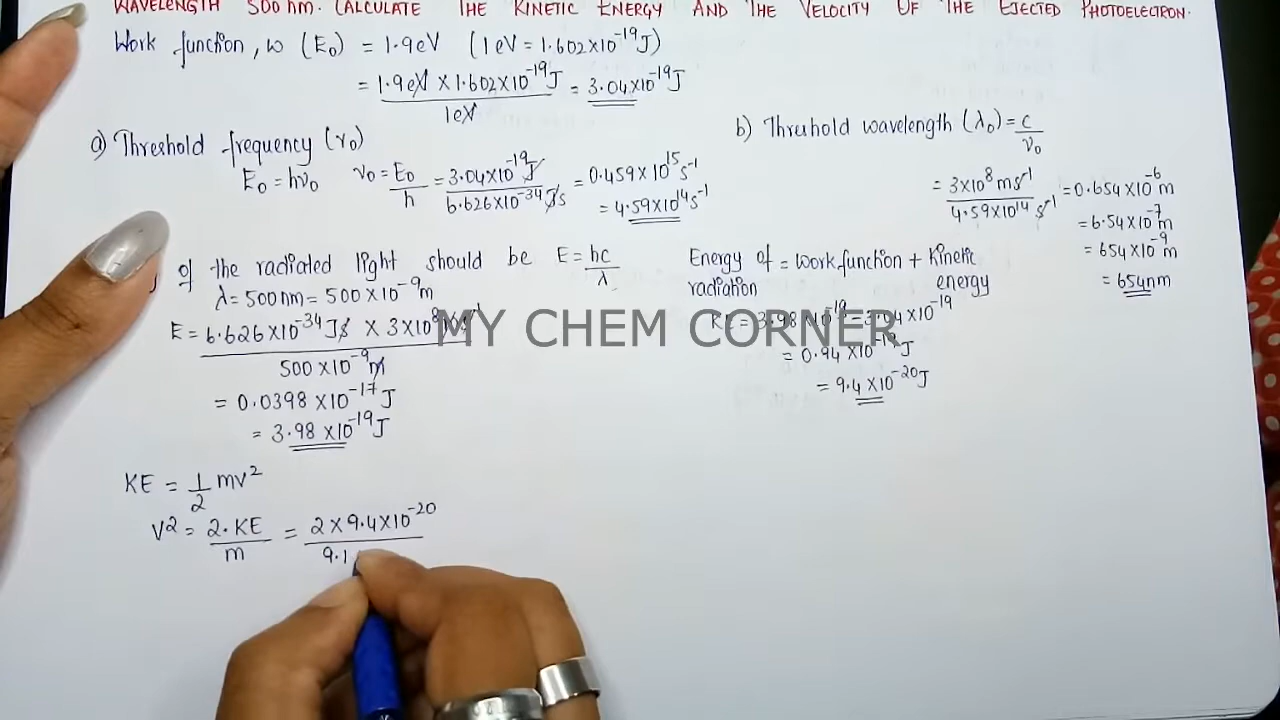 WAVELENGTH 500 nm. CALCULATE THE KINETIC ENERGY AND THE VELOCITY OF THE EJECTED PHOTOELECTRON.
Work function, w (E₀) = 1.9eV (1eV = 1.602×10⁻¹⁹J)
= 1.9eV × 1.602×10⁻¹⁹J / 1eV = 3.04×10⁻¹⁹J
a) Threshold frequency (ν₀)
E₀ = hν₀ ν₀ = E₀/h = 3.04×10⁻¹⁹J / 6.626×10⁻³⁴Js = 0.459×10¹⁵s⁻¹
= 4.59×10¹⁴s⁻¹
b) Threshold wavelength (λ₀) = c/ν₀
= 3×10⁸ms⁻¹ / 4.59×10¹⁴s⁻¹ = 0.654×10⁻⁶m
= 6.54×10⁻⁷m
= 654×10⁻⁹m
= 654nm
of the radiated light should be E = hc/λ
λ = 500nm = 500×10⁻⁹m
E = 6.626×10⁻³⁴Js × 3×10⁸ / 500×10⁻⁹m
= 0.0398×10⁻¹⁷J
= 3.98×10⁻¹⁹J
Energy of = work function + Kinetic
radiation energy
KE = 3.98×10⁻¹⁹ - 3.04×10⁻¹⁹
= 0.94×10⁻¹⁹J
= 9.4×10⁻²⁰J
MY CHEM CORNER
KE = 1/2 mv²
V² = 2·KE/m = 2×9.4×10⁻²⁰ / 9.1